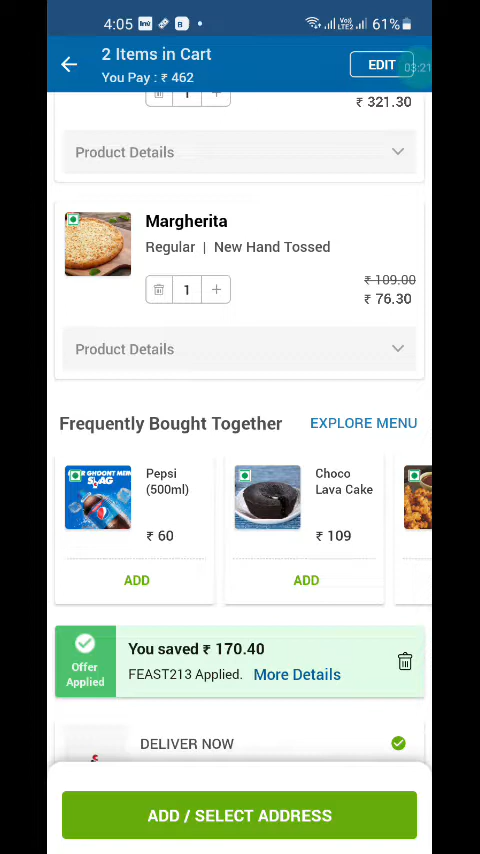 4:05
61%
2 Items in Cart
You Pay : ₹ 462
EDIT
03:21
1
₹ 321.30
Product Details
Margherita
Regular | New Hand Tossed
1
₹ 109.00
₹ 76.30
Product Details
Frequently Bought Together
EXPLORE MENU
Pepsi
(500ml)
₹ 60
ADD
Choco
Lava Cake
₹ 109
ADD
Offer
Applied
You saved ₹ 170.40
FEAST213 Applied. More Details
DELIVER NOW
ADD / SELECT ADDRESS